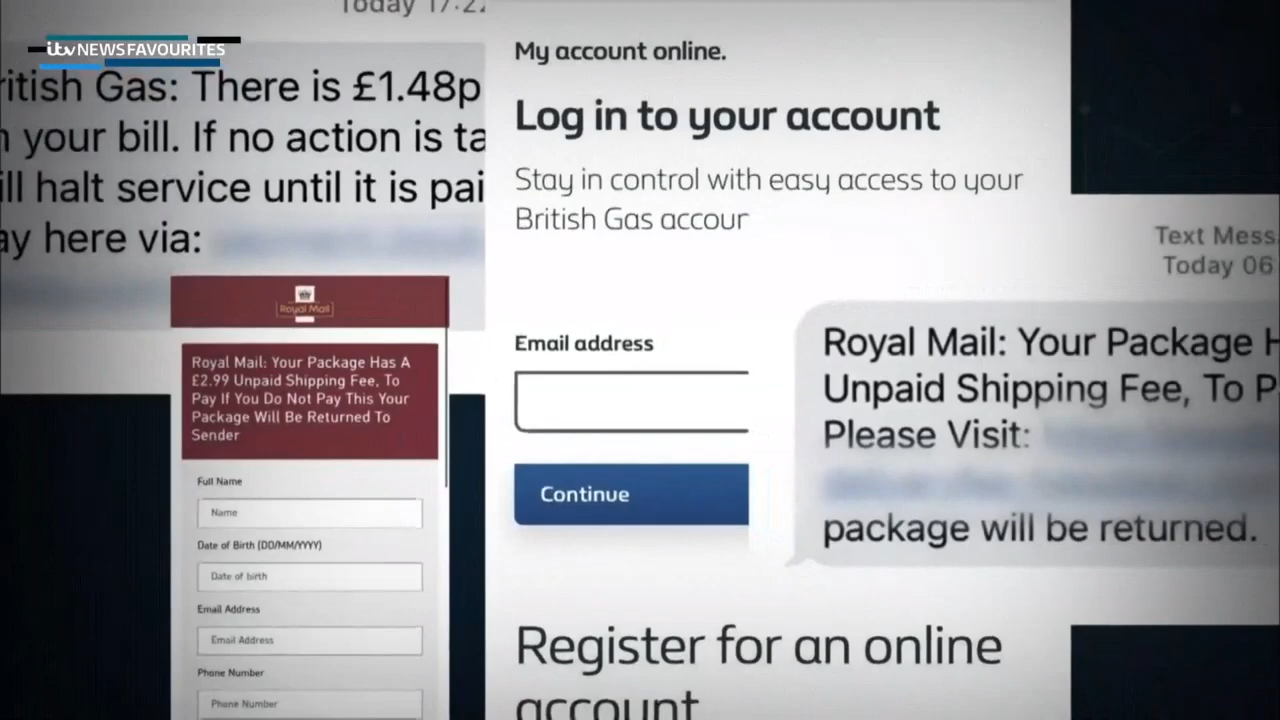 Today 17:2
itv NEWS FAVOURITES
ritish Gas: There is £1.48p
n your bill. If no action is ta
ill halt service until it is pai
ay here via:
Royal Mail
Royal Mail: Your Package Has A
£2.99 Unpaid Shipping Fee, To
Pay If You Do Not Pay This Your
Package Will Be Returned To
Sender
Full Name
Name
Date of Birth (DD/MM/YYYY)
Date of birth
Email Address
Email Address
Phone Number
Phone Number
My account online.
Log in to your account
Stay in control with easy access to your
British Gas accour
Email address
Continue
Register for an online
account
Text Mess
Today 06
Royal Mail: Your Package H
Unpaid Shipping Fee, To P
Please Visit:
package will be returned.